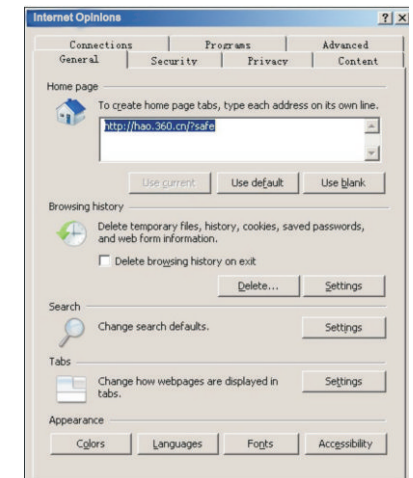 Internet Opinions
? X
Connections Programs Advanced
General Security Privacy Content
Home page
To create home page tabs, type each address on its own line.
http://hao.360.cn/?safe
Use current Use default Use blank
Browsing history
Delete temporary files, history, cookies, saved passwords,
and web form information.
Delete browsing history on exit
Delete... Settings
Search
Change search defaults. Settings
Tabs
Change how webpages are displayed in Settings
tabs.
Appearance
Colors Languages Fonts Accessibility